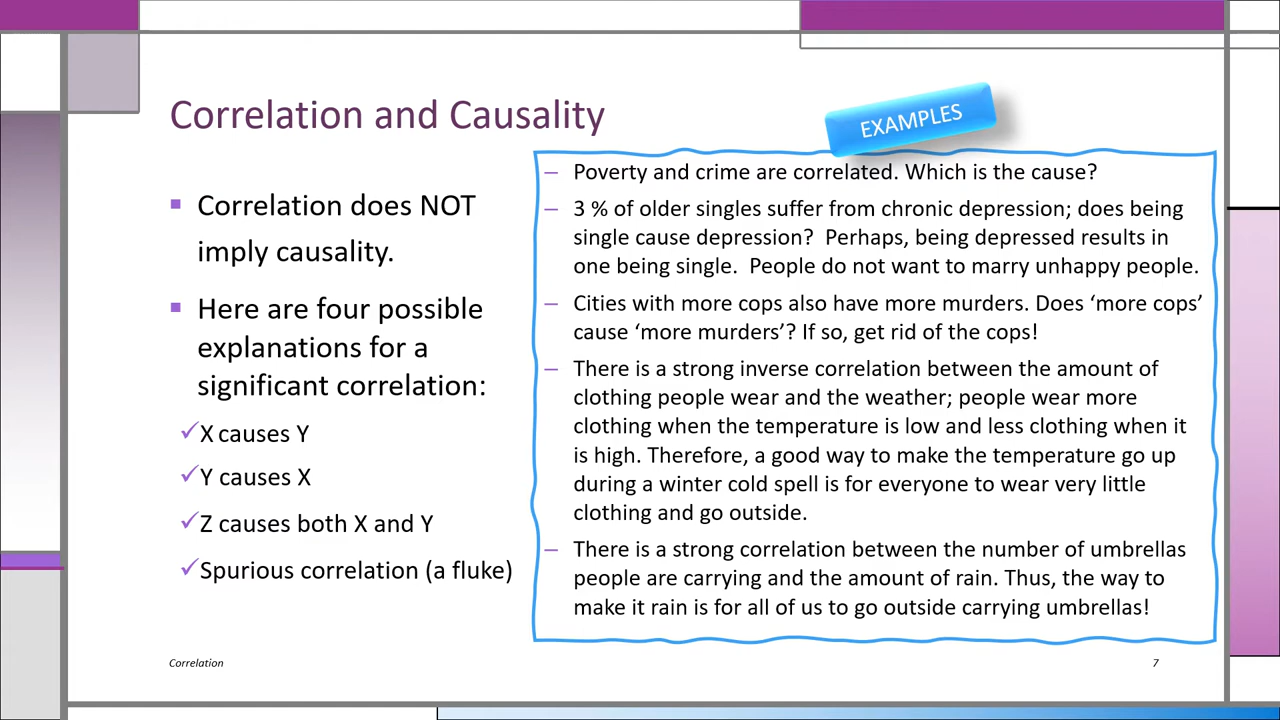 Correlation and Causality
EXAMPLES
▪ Correlation does NOT
imply causality.
▪ Here are four possible
explanations for a
significant correlation:
✓X causes Y
✓Y causes X
✓Z causes both X and Y
✓Spurious correlation (a fluke)
– Poverty and crime are correlated. Which is the cause?
– 3 % of older singles suffer from chronic depression; does being
single cause depression?  Perhaps, being depressed results in
one being single.  People do not want to marry unhappy people.
– Cities with more cops also have more murders. Does ‘more cops’
cause ‘more murders’? If so, get rid of the cops!
– There is a strong inverse correlation between the amount of
clothing people wear and the weather; people wear more
clothing when the temperature is low and less clothing when it
is high. Therefore, a good way to make the temperature go up
during a winter cold spell is for everyone to wear very little
clothing and go outside.
– There is a strong correlation between the number of umbrellas
people are carrying and the amount of rain. Thus, the way to
make it rain is for all of us to go outside carrying umbrellas!
Correlation
7